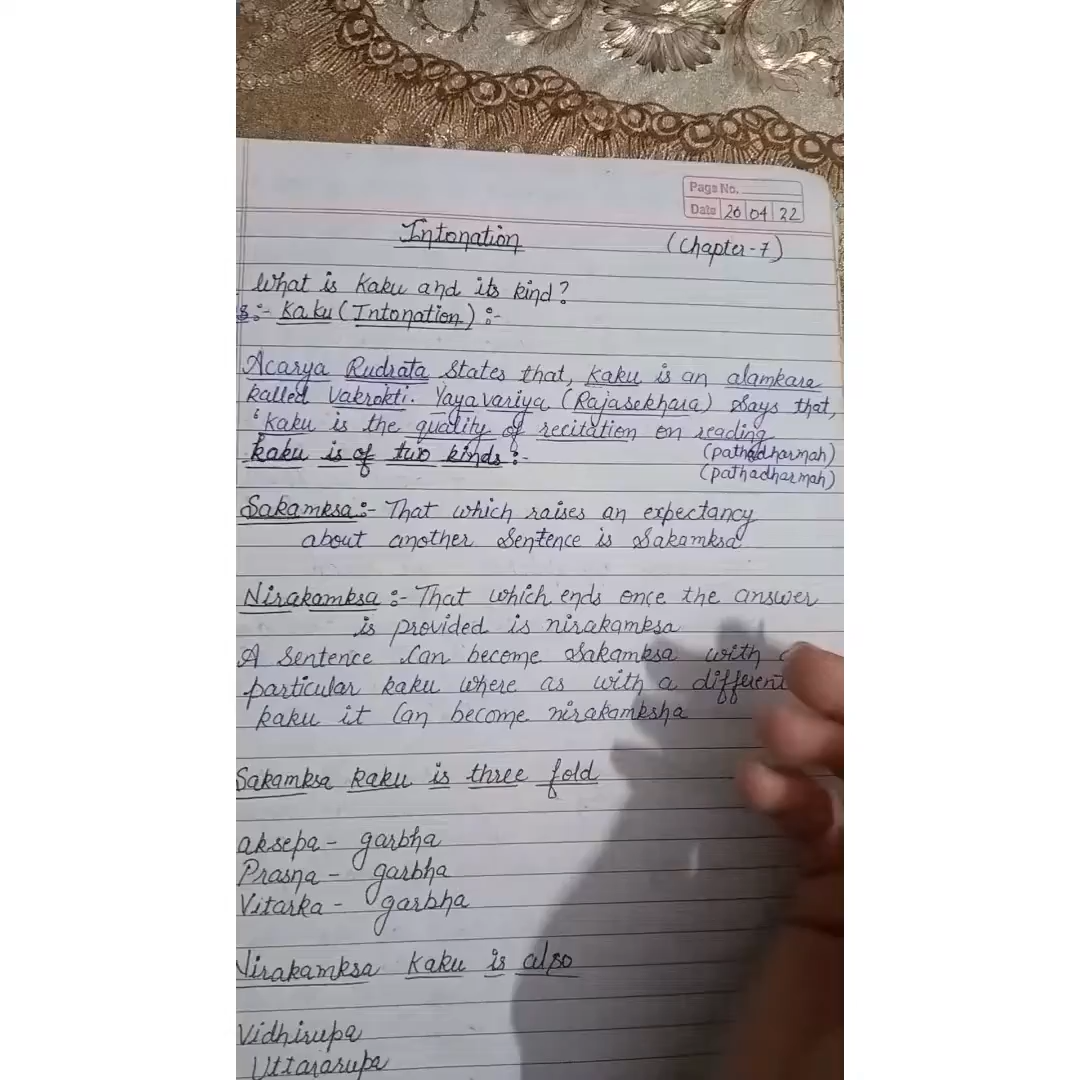 Page No.
Date 20 04 22
Intonation (Chapter-7)
What is Kaku and its kind?
:- Kaku (Intonation) :-
Acarya Rudrata States that, Kaku is an alamkara
kalled Vakrokti. Yayavariya (Rajasekhara) Says that,
'Kaku is the quality of recitation on reading
(pathadharmah)
kaku is of two kinds :-
(pathadharmah)
Sakamksa :- That which raises an expectancy
about another Sentence is Sakamksa
Nirakamksa :- That which ends once the answer
is provided is nirakamksa
A Sentence Can become Sakamksa with
particular kaku where as with a different
kaku it Can become nirakamksha
Sakamksa kaku is three fold
aksepa - garbha
Prasna - garbha
Vitarka - garbha
Nirakamksa Kaku is also
Vidhirupa
Uttararupa